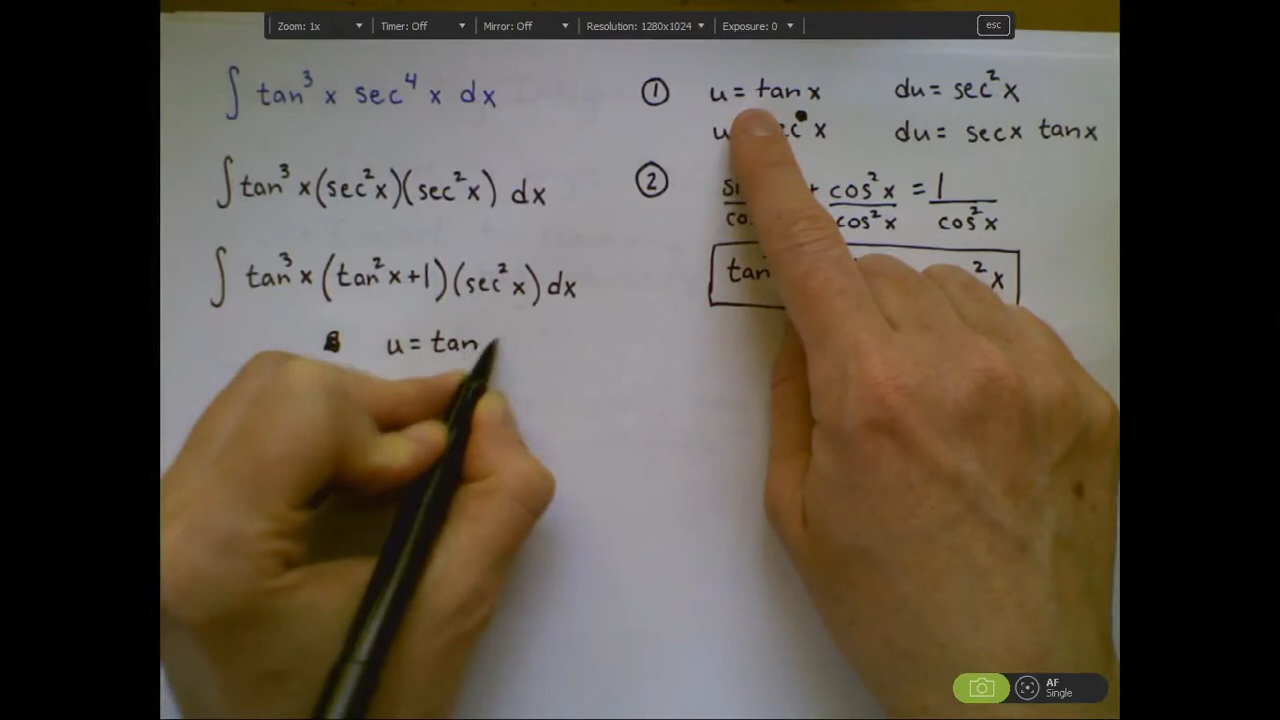 Zoom: 1x Timer: Off Mirror: Off Resolution: 1280x1024 Exposure: 0 esc
∫ tan³ x sec⁴ x dx
∫ tan³ x (sec² x)(sec² x) dx
∫ tan³ x (tan² x + 1)(sec² x) dx
u = tan
① u = tan x du = sec² x
u x du = sec x tan x
② + cos² x / cos² x = 1 / cos² x
tan ² x
AF
Single